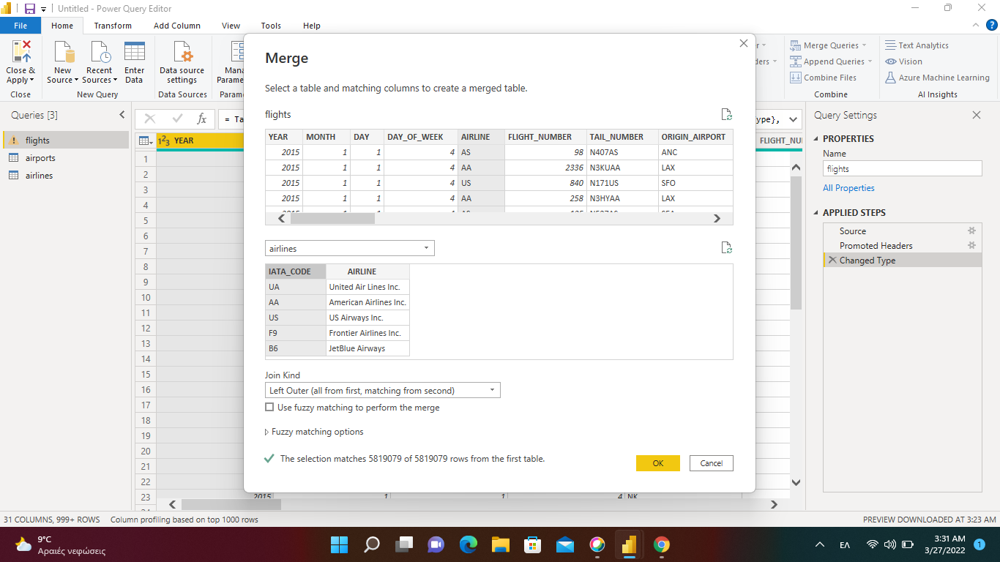 Untitled - Power Query Editor
File Home Transform Add Column View Tools Help
Close & Apply
New Source
Recent Sources
Enter Data
Data source settings
Merge Queries
Append Queries
Combine Files
Text Analytics
Vision
Azure Machine Learning
Close New Query Data Sources Combine AI Insights
Queries [3]
flights
airports
airlines
fx = Ta
ype},
1 2 3 YEAR
1
2
3
4
5
6
7
8
9
10
11
12
13
14
15
16
17
18
19
20
21
22
23 2015 1 1 4 NK
Merge
Select a table and matching columns to create a merged table.
flights
YEAR MONTH DAY DAY_OF_WEEK AIRLINE FLIGHT_NUMBER TAIL_NUMBER ORIGIN_AIRPORT
2015 1 1 4 AS 98 N407AS ANC
2015 1 1 4 AA 2336 N3KUAA LAX
2015 1 1 4 US 840 N171US SFO
2015 1 1 4 AA 258 N3HYAA LAX
airlines
IATA_CODE AIRLINE
UA United Air Lines Inc.
AA American Airlines Inc.
US US Airways Inc.
F9 Frontier Airlines Inc.
B6 JetBlue Airways
Join Kind
Left Outer (all from first, matching from second)
Use fuzzy matching to perform the merge
Fuzzy matching options
The selection matches 5819079 of 5819079 rows from the first table.
OK Cancel
Query Settings
PROPERTIES
Name
flights
All Properties
APPLIED STEPS
Source
Promoted Headers
Changed Type
31 COLUMNS, 999+ ROWS Column profiling based on top 1000 rows
PREVIEW DOWNLOADED AT 3:23 AM
9°C
Αραιές νεφώσεις
ΕΛ
3:31 AM
3/27/2022
1